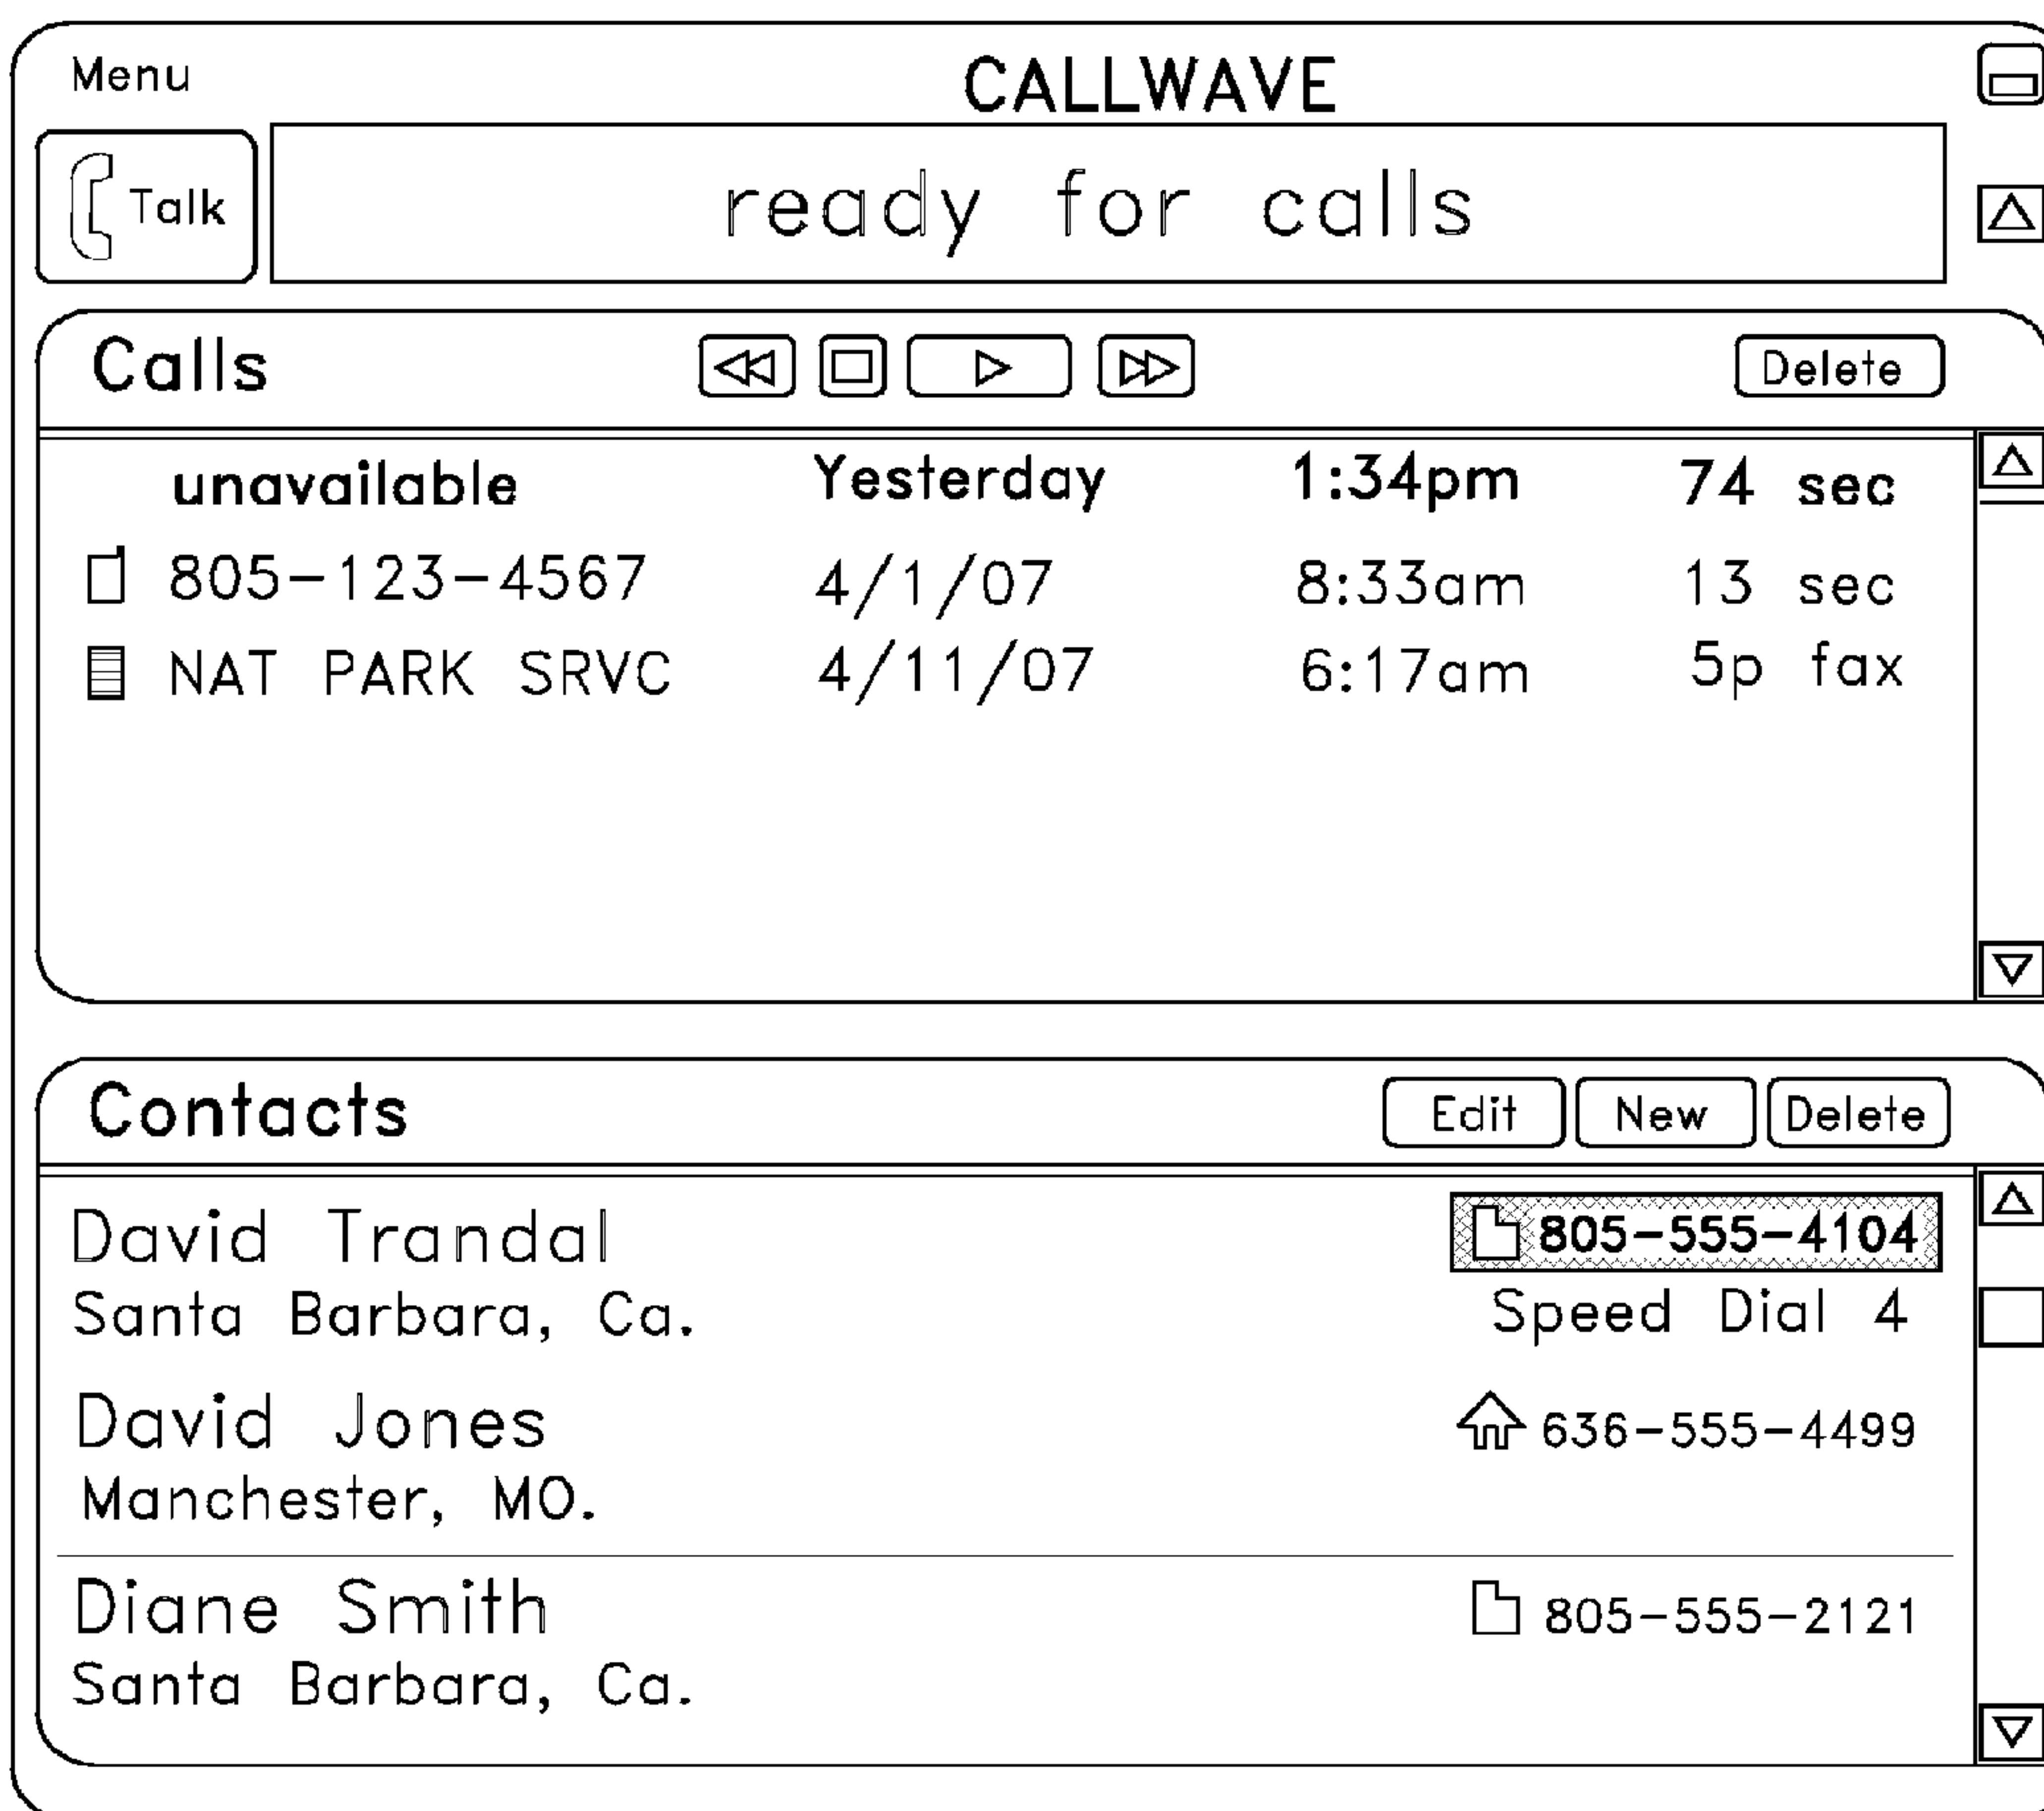 Menu CALLWAVE
Talk ready for calls
Calls Delete
unavailable Yesterday 1:34pm 74 sec
805-123-4567 4/1/07 8:33am 13 sec
NAT PARK SRVC 4/11/07 6:17am 5p fax
Contacts Edit New Delete
David Trandal 805-555-4104
Santa Barbara, Ca. Speed Dial 4
David Jones 636-555-4499
Manchester, MO.
Diane Smith 805-555-2121
Santa Barbara, Ca.